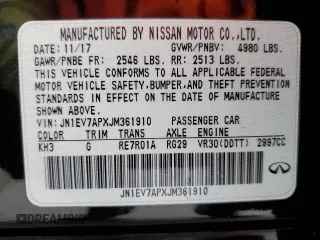 MANUFACTURED BY NISSAN MOTOR CO.,LTD.
DATE: 11/17 GVWR/PNBV: 4980 LBS.
GAWR/PNBE FR: 2546 LBS. RR: 2513 LBS.
THIS VEHICLE CONFORMS TO ALL APPLICABLE FEDERAL
MOTOR VEHICLE SAFETY,BUMPER,AND THEFT PREVENTION
STANDARDS IN EFFECT ON THE DATE OF MANUFACTURE
SHOWN ABOVE.
VIN: JN1EV7APXJM361910 PASSENGER CAR
COLOR TRIM TRANS AXLE ENGINE
KH3 G RE7R01A RG29 VR30(DDTT) 2997CC
JN1EV7APXJM361910
DREAMBID